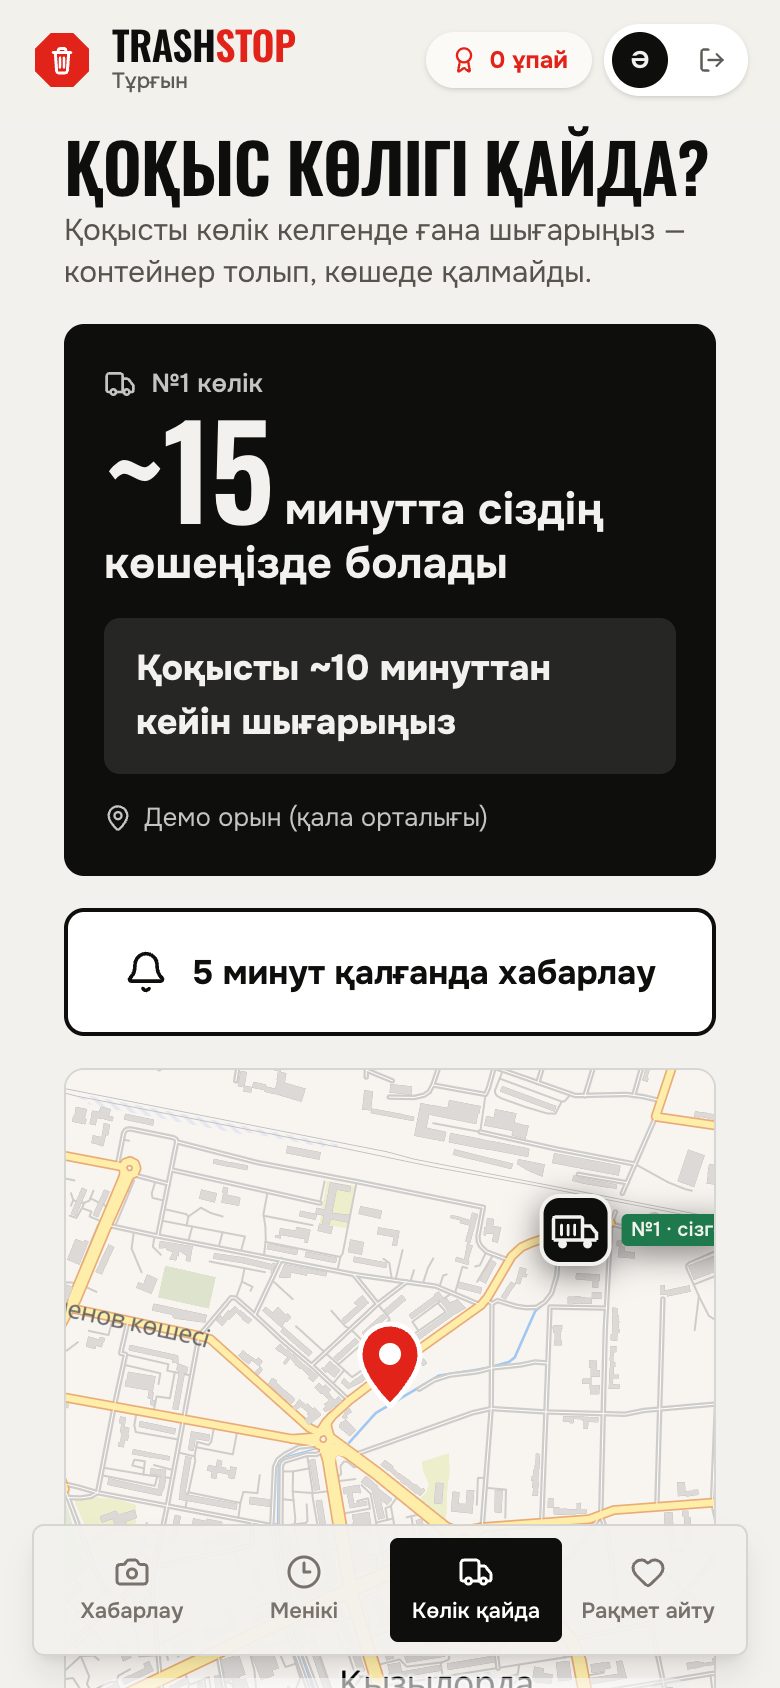 TRASHSTOP
Тұрғын
0 ұпай
Ә
ҚОҚЫС КӨЛІГІ ҚАЙДА?
Қоқысты көлік келгенде ғана шығарыңыз —
контейнер толып, көшеде қалмайды.
№1 көлік
~15 минутта сіздің
көшеңізде болады
Қоқысты ~10 минуттан
кейін шығарыңыз
Демо орын (қала орталығы)
5 минут қалғанда хабарлау
№1 · сізг
енов көшесі
Хабарлау
Менікі
Көлік қайда
Рақмет айту
Қызылорда